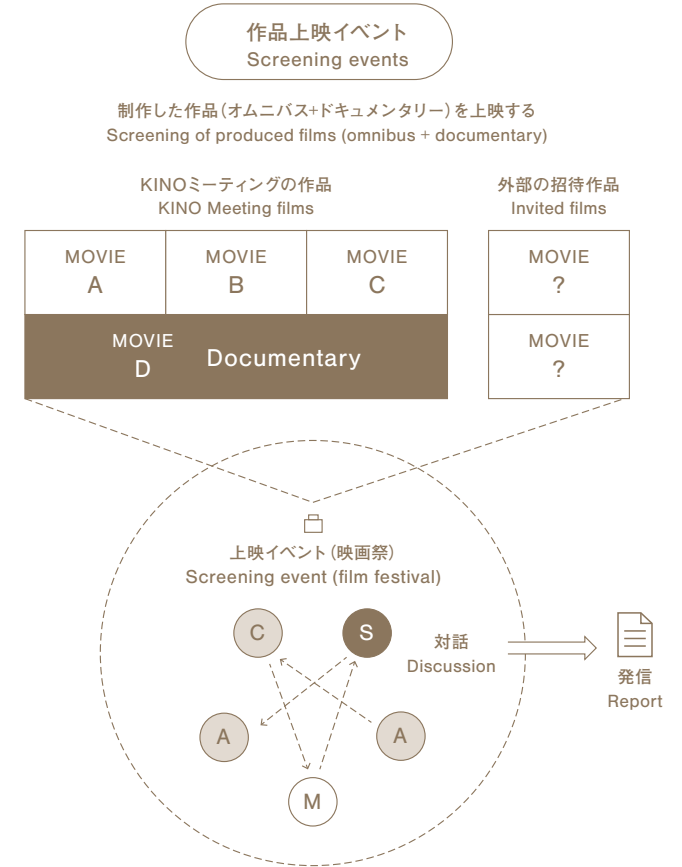 作品上映イベント
Screening events
制作した作品(オムニバス+ドキュメンタリー)を上映する
Screening of produced films (omnibus + documentary)
KINOミーティングの作品
KINO Meeting films
外部の招待作品
Invited films
MOVIE
A
MOVIE
B
MOVIE
C
MOVIE
?
MOVIE
D
Documentary
MOVIE
?
上映イベント(映画祭)
Screening event (film festival)
C
S
対話
Discussion
発信
Report
A
A
M